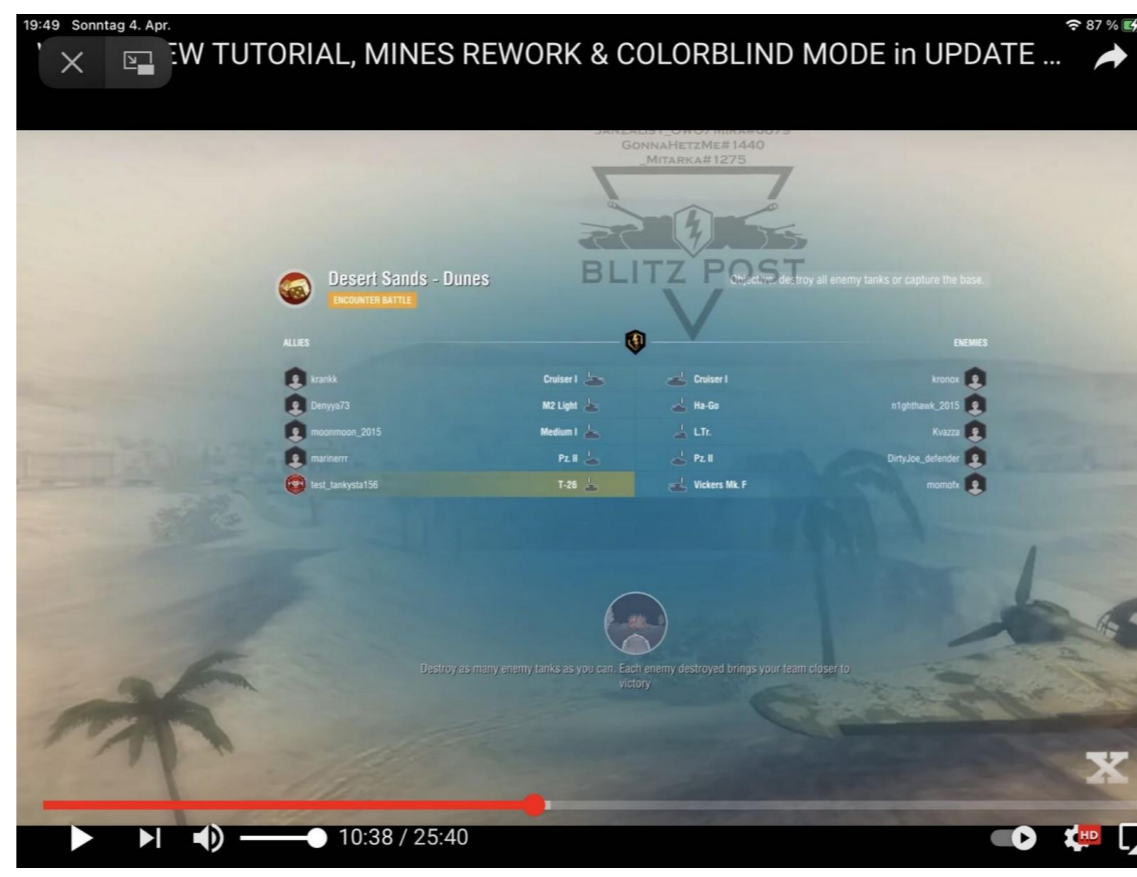 19:49 Sonntag 4. Apr.
87 %
EW TUTORIAL, MINES REWORK & COLORBLIND MODE in UPDATE ...
GONNAHETZME#1440
_MITARKA#1275
BLITZ POST
Desert Sands - Dunes
ENCOUNTER BATTLE
Objective: destroy all enemy tanks or capture the base.
ALLIES
ENEMIES
krankk Cruiser I Cruiser I kronox
Denyya73 M2 Light Ha-Go n1ghthawk_2015
moonmoon_2015 Medium I L.Tr. Kvazza
marinerrr Pz. II Pz. II DirtyJoe_defender
test_tankysta156 T-26 Vickers Mk. F momofx
Destroy as many enemy tanks as you can. Each enemy destroyed brings your team closer to
victory
X
10:38 / 25:40
HD